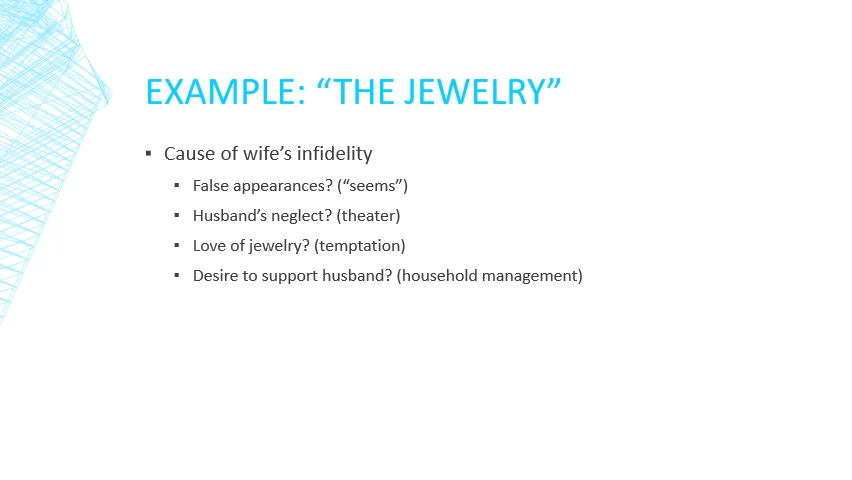 EXAMPLE: “THE JEWELRY”
▪ Cause of wife’s infidelity
▪ False appearances? (“seems”)
▪ Husband’s neglect? (theater)
▪ Love of jewelry? (temptation)
▪ Desire to support husband? (household management)